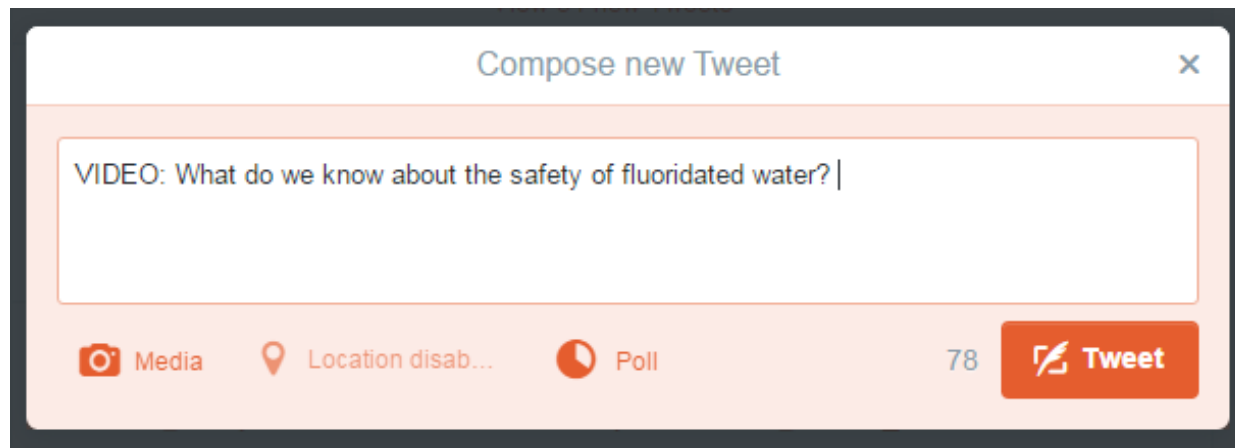 Compose new Tweet
×
VIDEO: What do we know about the safety of fluoridated water?
Media
Location disab...
Poll
78
Tweet